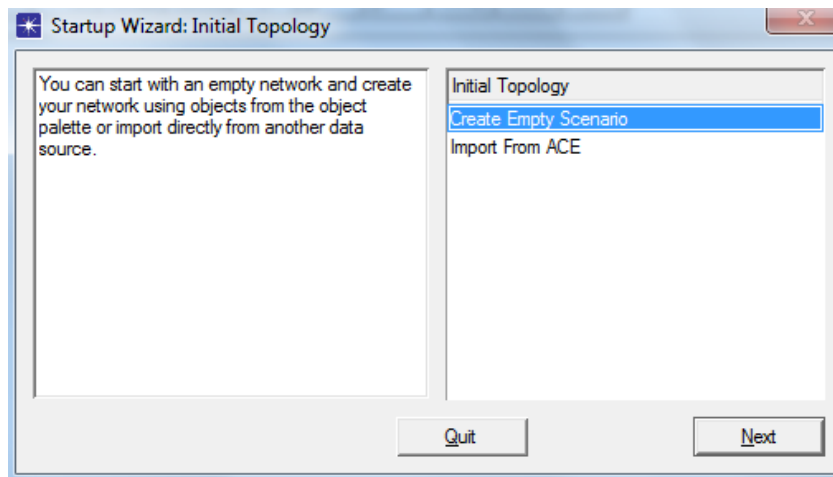 Startup Wizard: Initial Topology
You can start with an empty network and create
your network using objects from the object
palette or import directly from another data
source.
Initial Topology
Create Empty Scenario
Import From ACE
Quit
Next